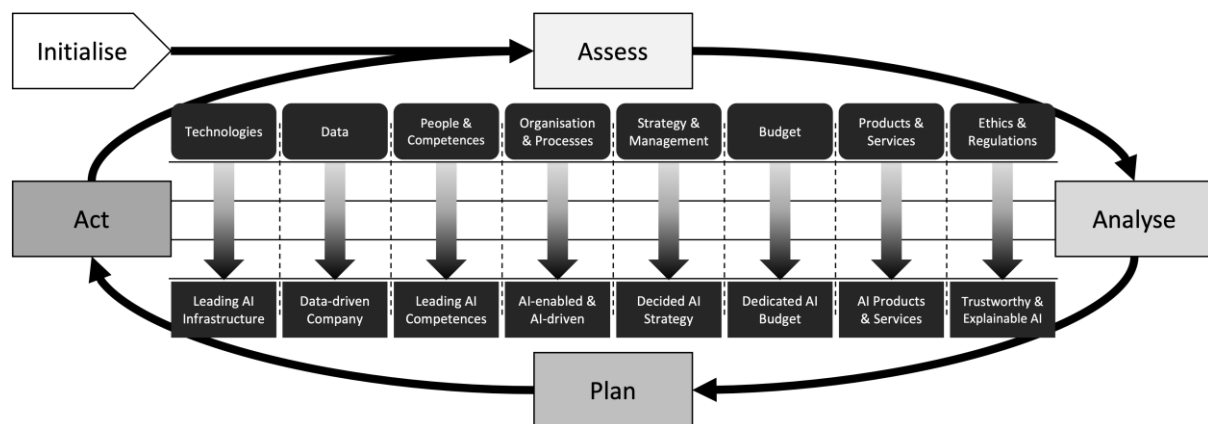 Initialise
Assess
Technologies
Data
People &
Competences
Organisation
& Processes
Strategy &
Management
Budget
Products &
Services
Ethics &
Regulations
Act
Analyse
Leading AI
Infrastructure
Data-driven
Company
Leading AI
Competences
AI-enabled &
AI-driven
Decided AI
Strategy
Dedicated AI
Budget
AI Products
& Services
Trustworthy &
Explainable AI
Plan